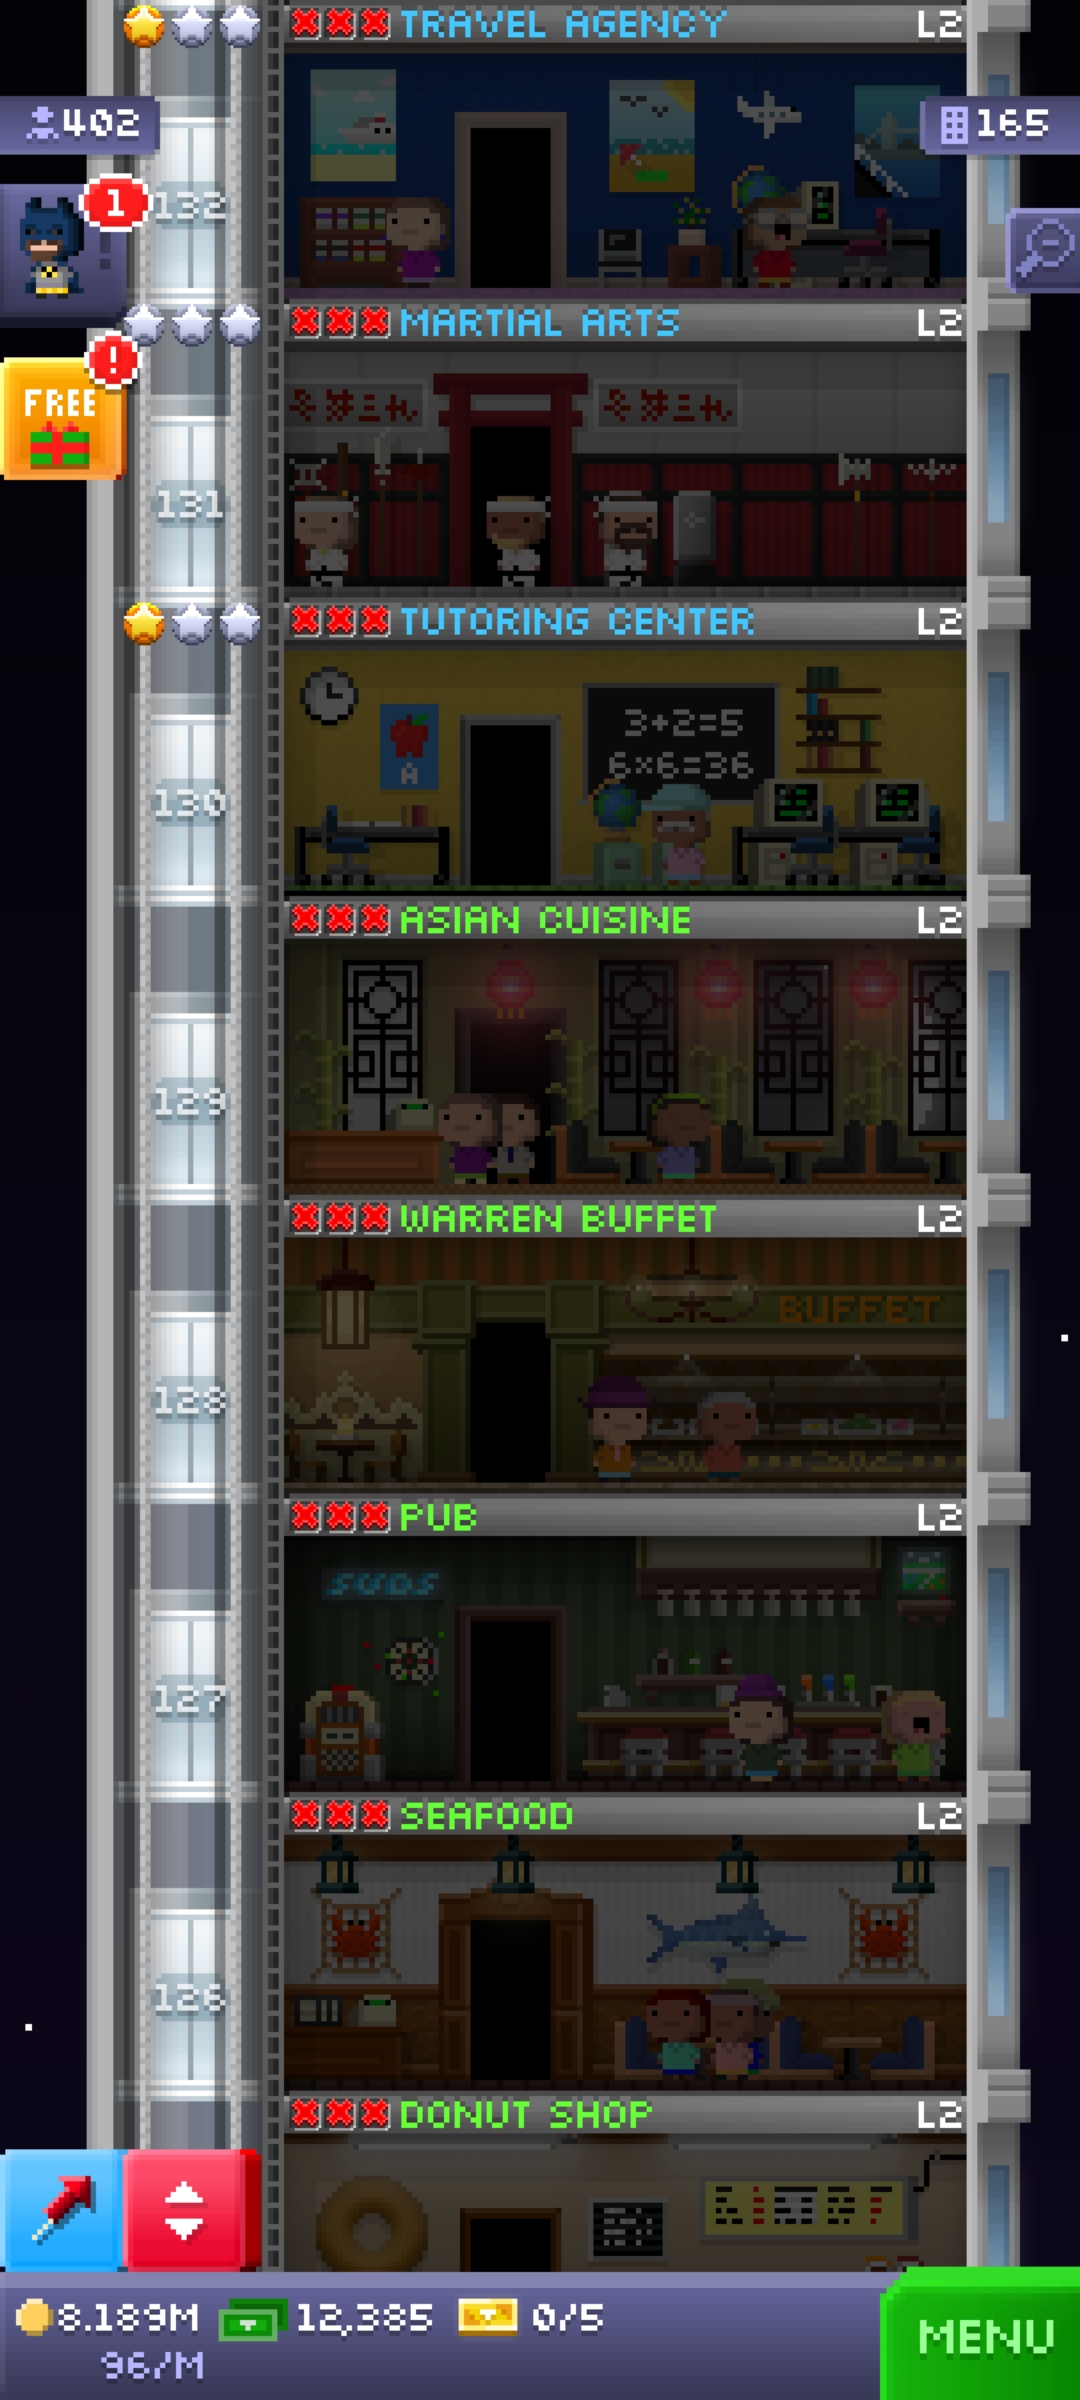 TRAVEL AGENCY L2
402
165
1
132
MARTIAL ARTS L2
!
FREE
131
TUTORING CENTER L2
3+2=5
A
6×6=36
130
ASIAN CUISINE L2
129
WARREN BUFFET L2
BUFFET
128
PUB L2
SUDS
127
SEAFOOD L2
126
DONUT SHOP L2
8.189M 12,385 0/5
MENU
96/M